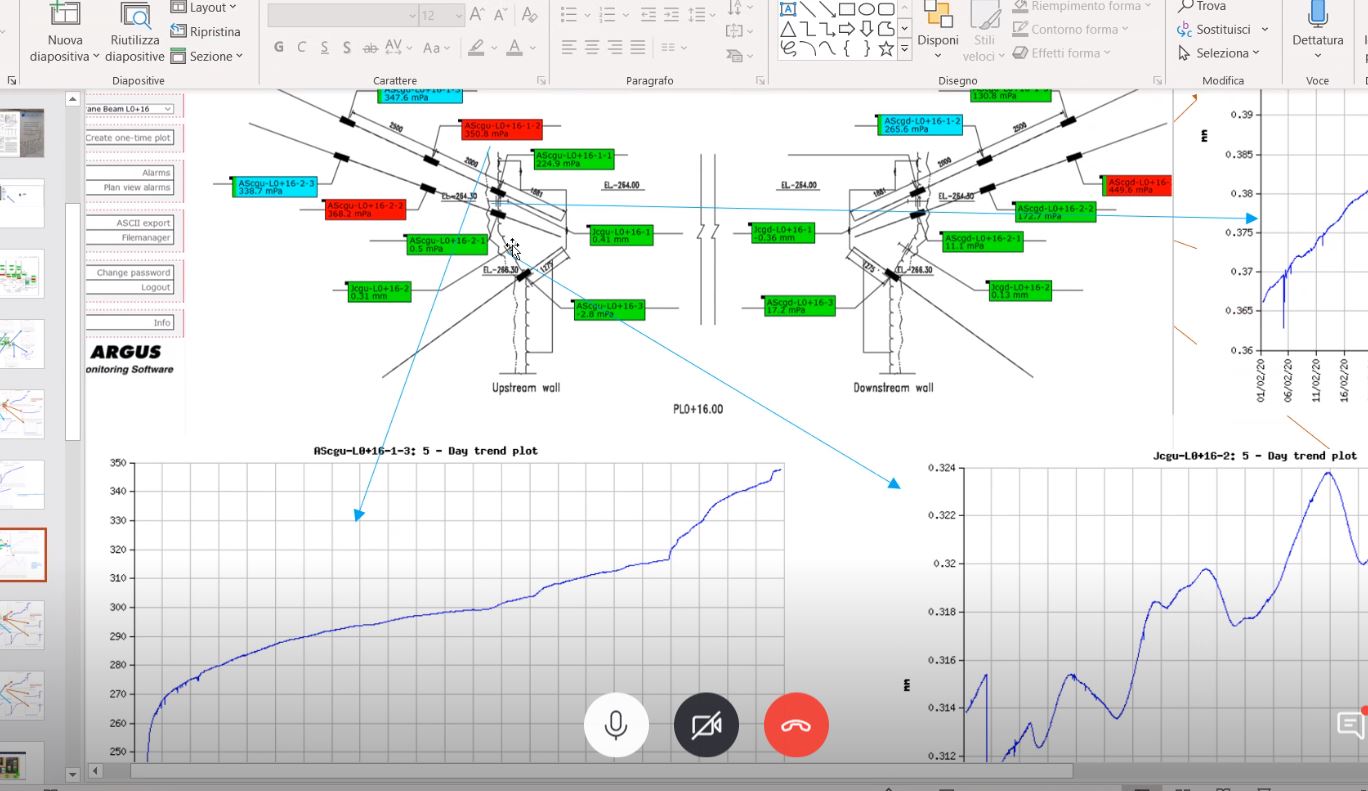 Nuova
diapositiva
Riutilizza
diapositive
Layout
Ripristina
Sezione
Diapositive
12
G C S S ab AV Aa A
Carattere
Paragrafo
Disponi
Stili
veloci
Riempimento forma
Contorno forma
Effetti forma
Disegno
Trova
Sostituisci
Seleziona
Modifica
Dettatura
Voce
ane Beam L0+16
Create one-time plot
Alarms
Plan view alarms
ASCII export
Filemanager
Change password
Logout
Info
ARGUS
onitoring Software
347.6 mPa
AScgu-L0+16-1-2
350.8 mPa
AScgu-L0+16-1-1
224.9 mPa
AScgu-L0+16-2-3
338.7 mPa
AScgu-L0+16-2-2
368.2 mPa
AScgu-L0+16-2-1
0.5 mPa
Jcgu-L0+16-1
0.41 mm
Jcgu-L0+16-2
0.31 mm
AScgu-L0+16-3
-2.8 mPa
2500
2000
1881
1275
EL.-264.00
EL.-264.30
EL.-266.30
Upstream wall
130.8 mPa
AScgd-L0+16-1-2
265.6 mPa
AScgd-L0+16-
449.6 mPa
AScgd-L0+16-2-2
172.7 mPa
AScgd-L0+16-2-1
11.1 mPa
Jcgd-L0+16-1
-0.36 mm
Jcgd-L0+16-2
0.13 mm
AScgd-L0+16-3
17.2 mPa
2500
2000
1881
1275
EL.-264.00
EL.-264.30
EL.-266.30
Downstream wall
PL0+16.00
mm
0.39
0.385
0.38
0.375
0.37
0.365
0.36
01/02/20
06/02/20
11/02/20
16/02/20
AScgu-L0+16-1-3: 5 - Day trend plot
350
340
330
320
310
300
290
280
270
260
250
Jcgu-L0+16-2: 5 - Day trend plot
mm
0.324
0.322
0.32
0.318
0.316
0.314
0.312